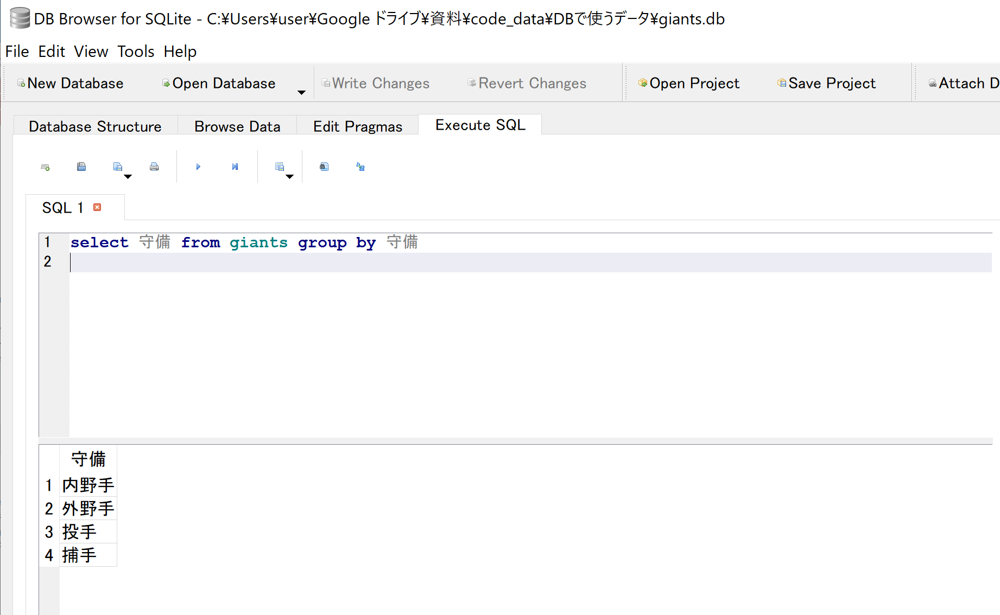 DB Browser for SQLite - C:¥Users¥user¥Google ドライブ¥資料¥code_data¥DBで使うデータ¥giants.db
File Edit View Tools Help
New Database Open Database Write Changes Revert Changes Open Project Save Project Attach D
Database Structure Browse Data Edit Pragmas Execute SQL
SQL 1
1 select 守備 from giants group by 守備
2
守備
1 内野手
2 外野手
3 投手
4 捕手